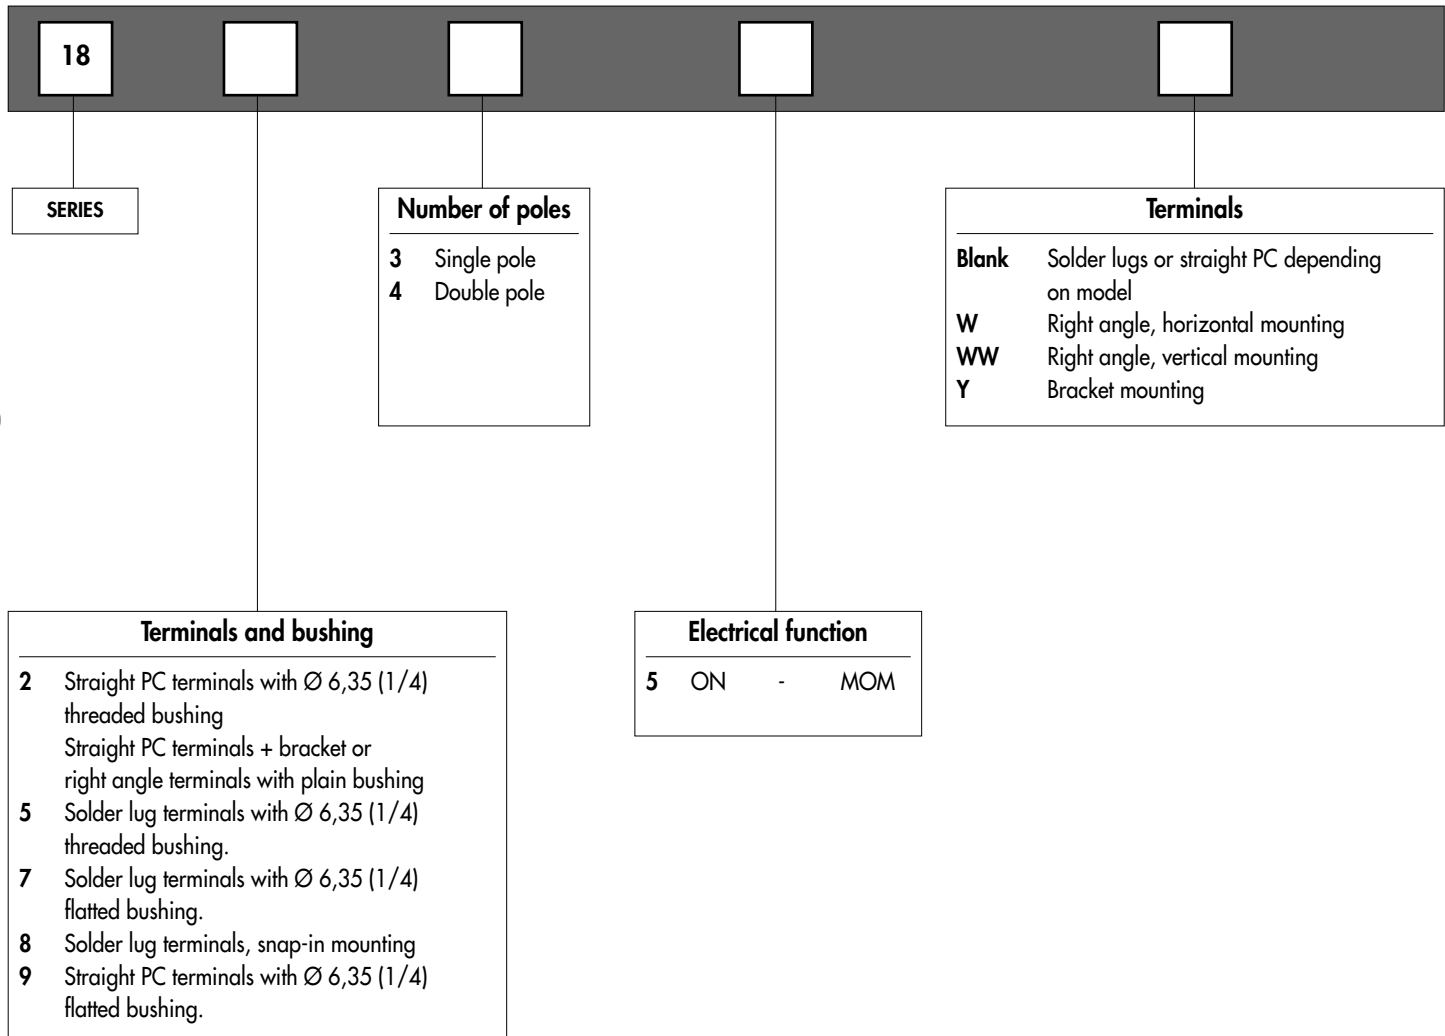 18
SERIES
Number of poles
3 Single pole
4 Double pole
Terminals
Blank Solder lugs or straight PC depending
on model
W Right angle, horizontal mounting
WW Right angle, vertical mounting
Y Bracket mounting
Terminals and bushing
2 Straight PC terminals with Ø 6,35 (1/4)
threaded bushing
Straight PC terminals + bracket or
right angle terminals with plain bushing
5 Solder lug terminals with Ø 6,35 (1/4)
threaded bushing.
7 Solder lug terminals with Ø 6,35 (1/4)
flatted bushing.
8 Solder lug terminals, snap-in mounting
9 Straight PC terminals with Ø 6,35 (1/4)
flatted bushing.
Electrical function
5 ON - MOM